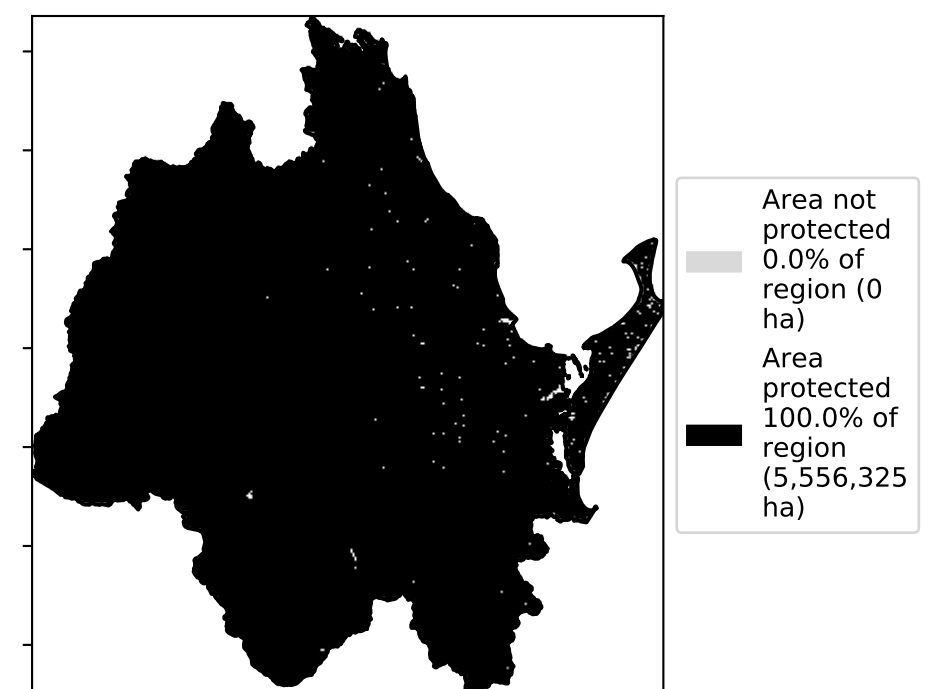 Area not
protected
0.0% of
region (0
ha)
Area
protected
100.0% of
region
(5,556,325
ha)